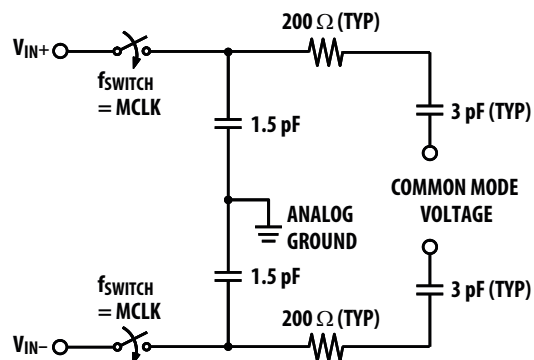 200 Ω (TYP)
VIN+
fSWITCH
= MCLK
1.5 pF
3 pF (TYP)
COMMON MODE
VOLTAGE
ANALOG
GROUND
fSWITCH
= MCLK
1.5 pF
3 pF (TYP)
200 Ω (TYP)
VIN–